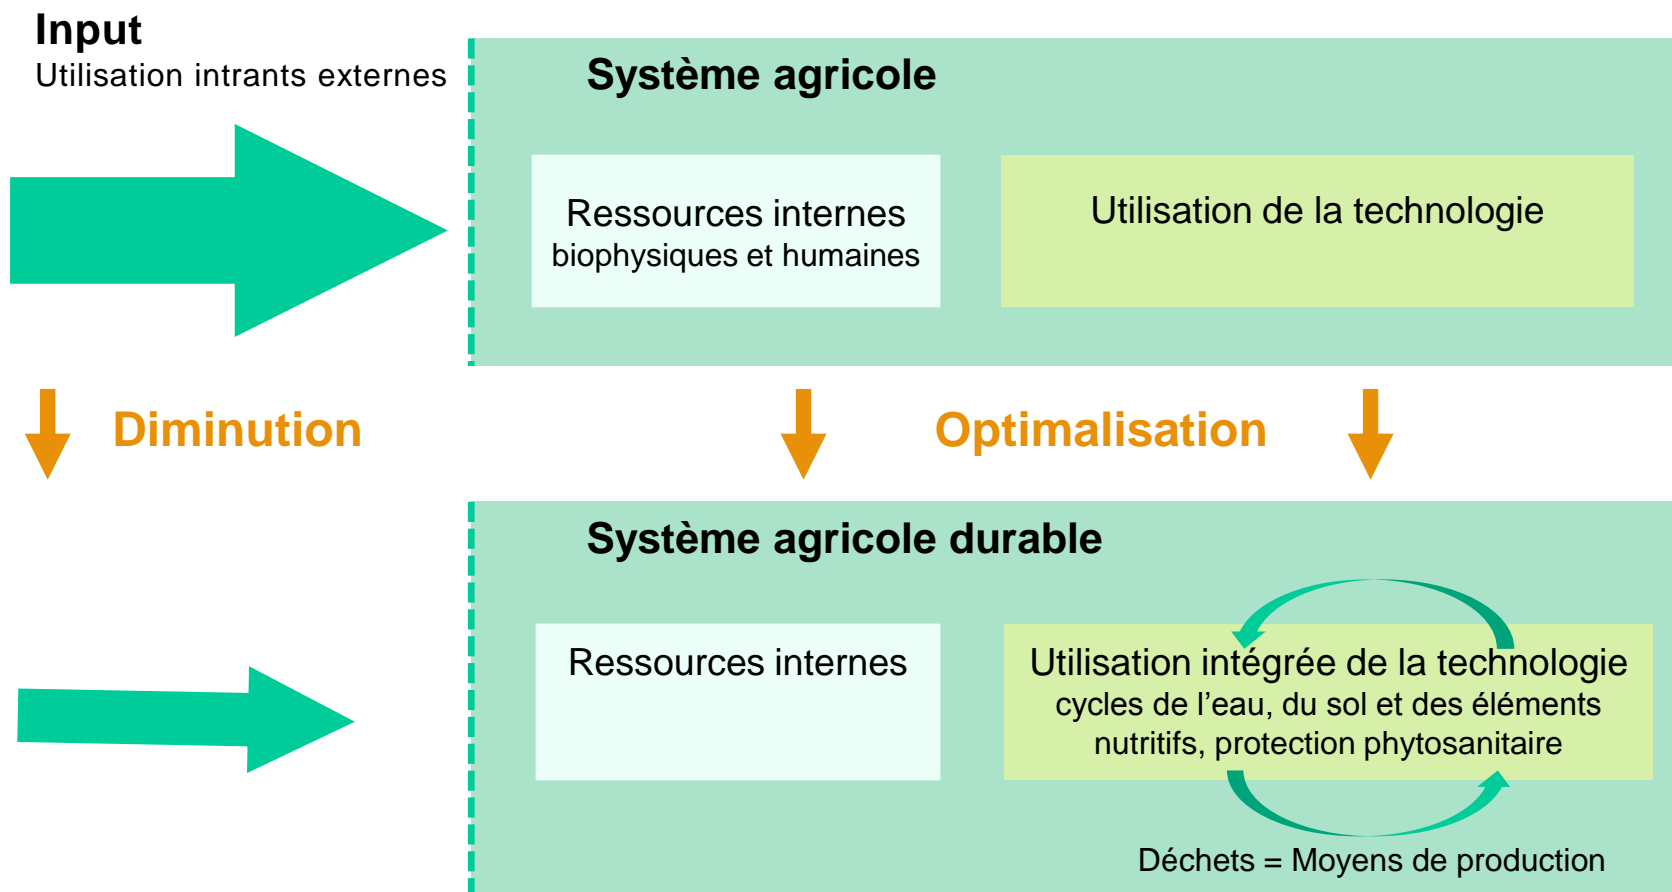 Input
Utilisation intrants externes
Système agricole
Ressources internes
biophysiques et humaines
Utilisation de la technologie
Diminution
Optimalisation
Système agricole durable
Ressources internes
Utilisation intégrée de la technologie
cycles de l’eau, du sol et des éléments
nutritifs, protection phytosanitaire
Déchets = Moyens de production